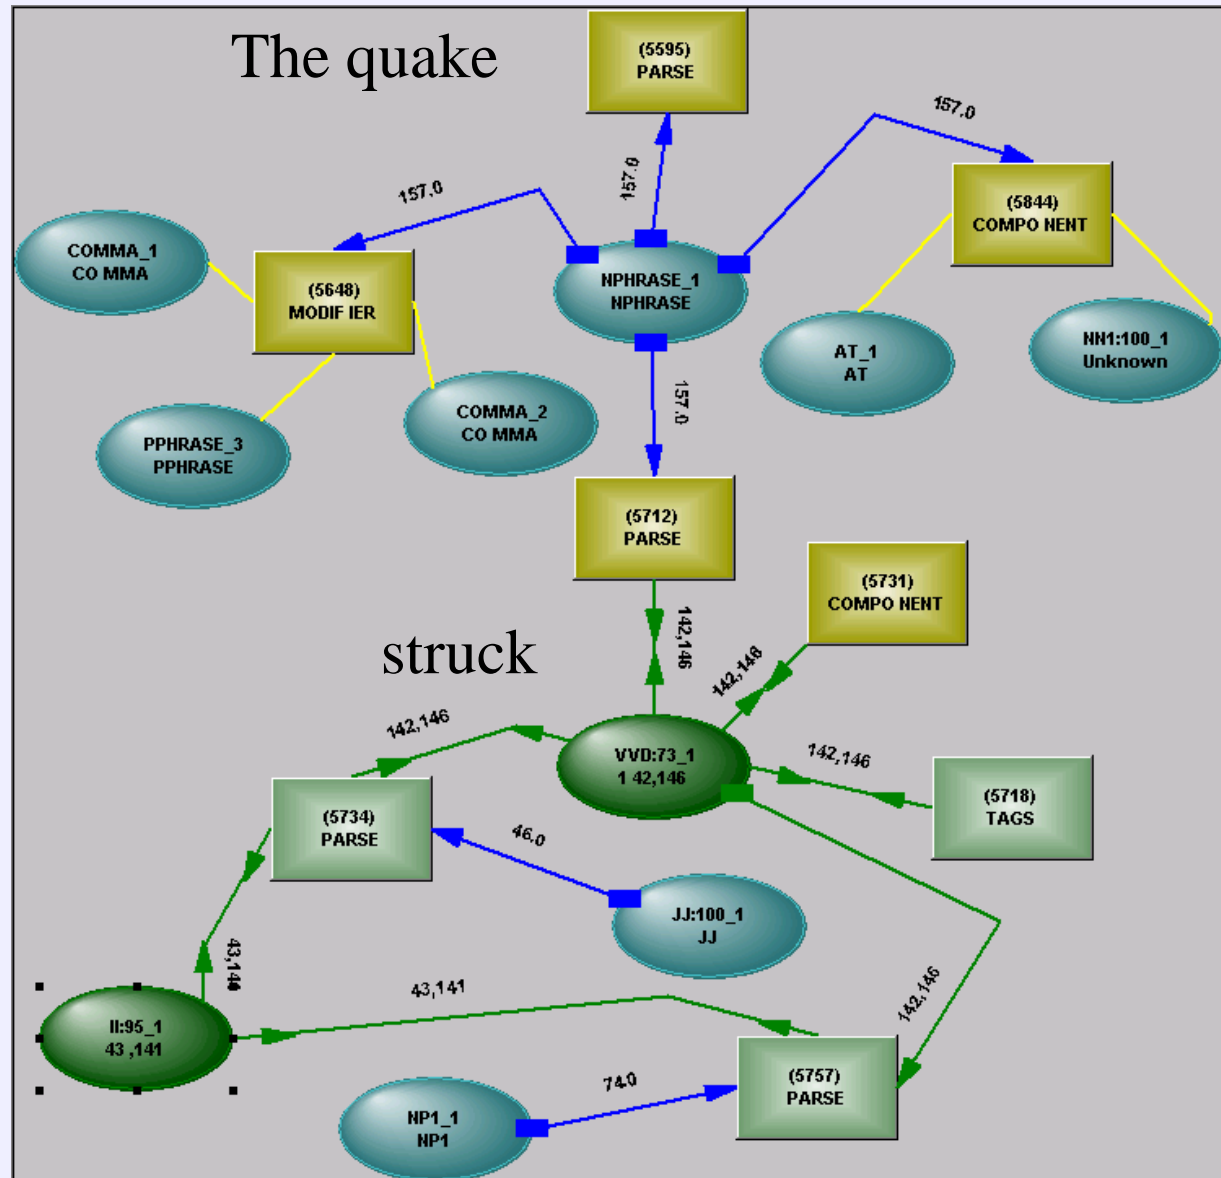 The quake
(5595)
PARSE
157.0
157.0
157.0
(5844)
COMPO NENT
COMMA_1
CO MMA
(5648)
MODIF IER
NPHRASE_1
NPHRASE
AT_1
AT
NN1:100_1
Unknown
COMMA_2
CO MMA
PPHRASE_3
PPHRASE
157.0
(5712)
PARSE
(5731)
COMPO NENT
142,146
142,146
struck
142,146
VVD:73_1
1 42,146
142,146
(5734)
PARSE
(5718)
TAGS
46.0
JJ:100_1
JJ
43,141
II:95_1
43 ,141
43,141
142,146
(5757)
PARSE
74.0
NP1_1
NP1